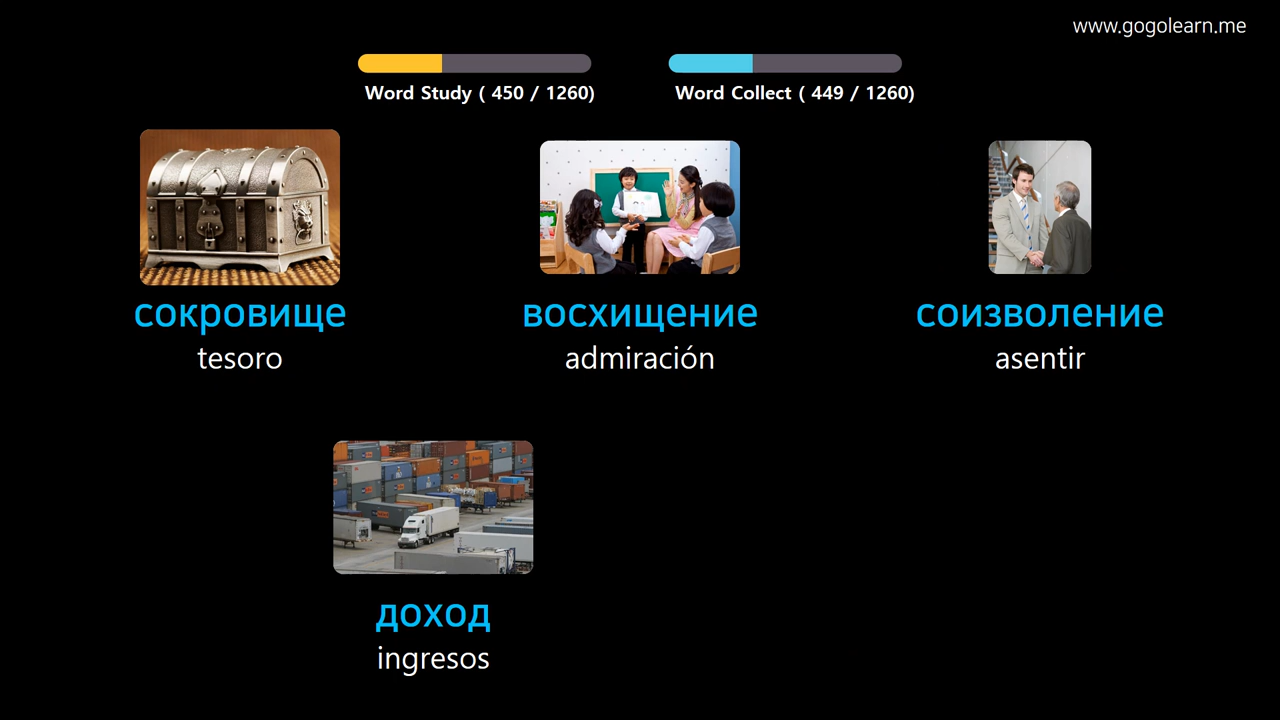 www.gogolearn.me
Word Study ( 450 / 1260)
Word Collect ( 449 / 1260)
сокровище
tesoro
восхищение
admiración
соизволение
asentir
доход
ingresos